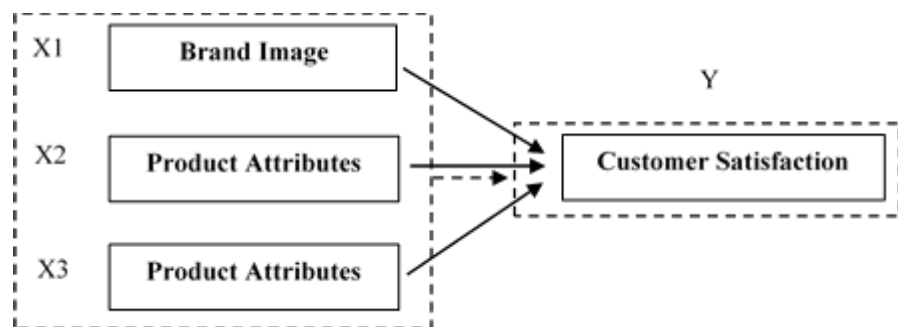 X1
Brand Image
Y
X2
Product Attributes
Customer Satisfaction
X3
Product Attributes